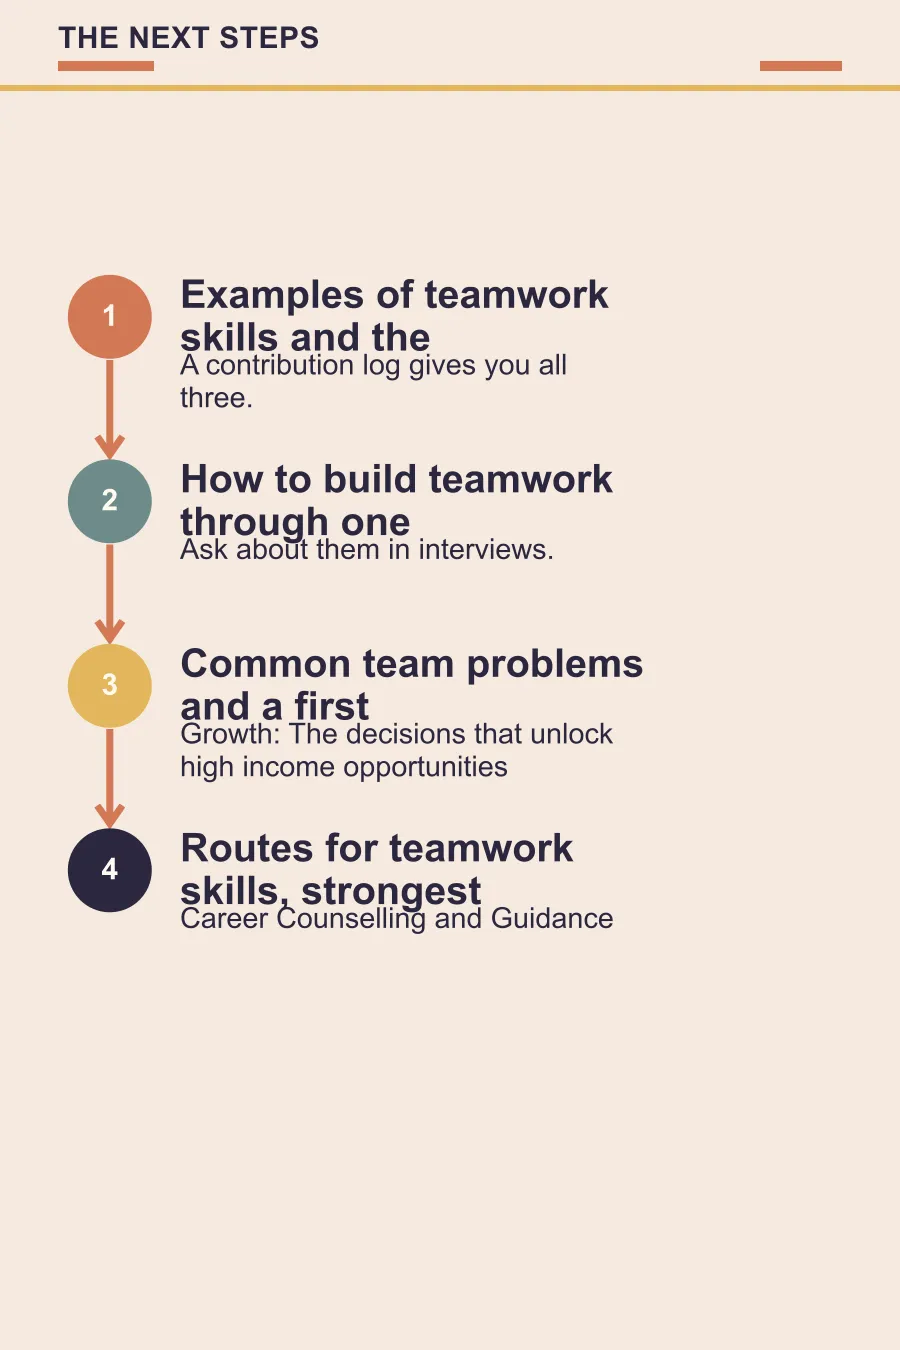 THE NEXT STEPS
1
Examples of teamwork
skills and the
A contribution log gives you all
three.
2
How to build teamwork
through one
Ask about them in interviews.
3
Common team problems
and a first
Growth: The decisions that unlock
high income opportunities
4
Routes for teamwork
skills, strongest
Career Counselling and Guidance